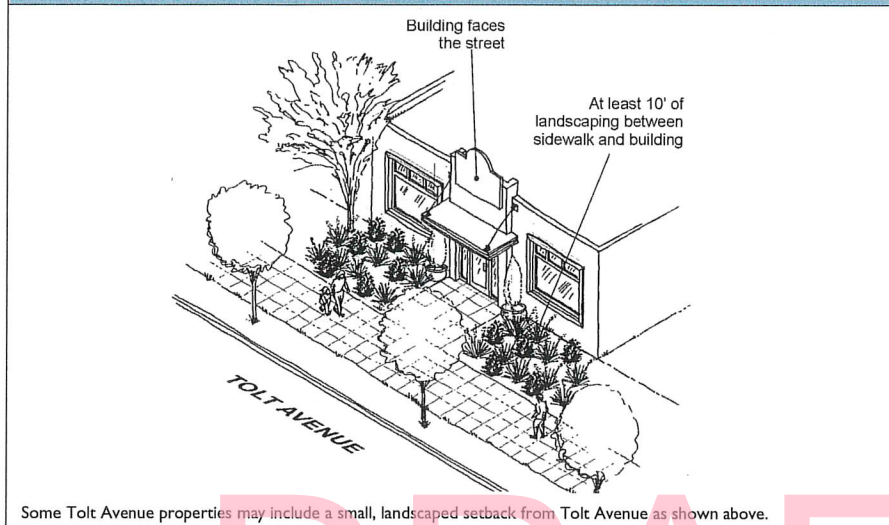 Building faces
the street
At least 10' of
landscaping between
sidewalk and building
TOLT AVENUE
Some Tolt Avenue properties may include a small, landscaped setback from Tolt Avenue as shown above.
DRAFT